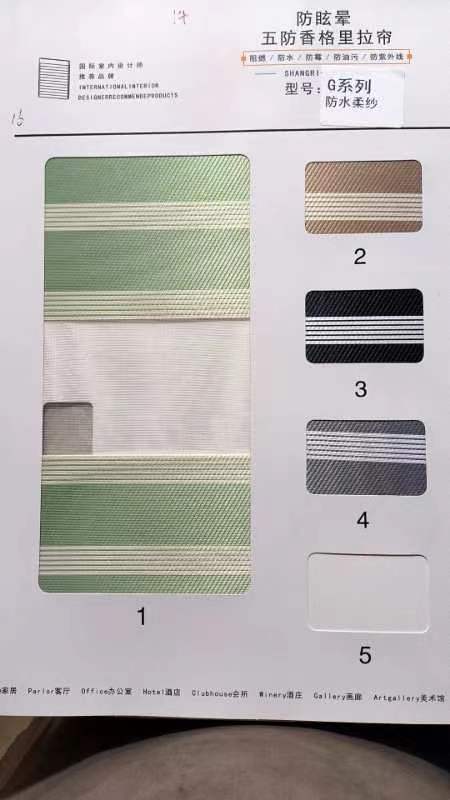 14
防眩晕
五防香格里拉帘
阻燃 / 防水 / 防霉 / 防油污 / 防紫外线
国际室内设计师
推荐品牌
INTERNATIONALINTERIOR
DESIGNERRECOMMENDEPRODUCTS
SHANGRI-
型号:
G系列
防水柔纱
1
2
3
4
5
家居 Parlor客厅 Office办公室 Hotel酒店 Clubhouse会所 Winery酒庄 Gallery画廊 Artgallery美术馆